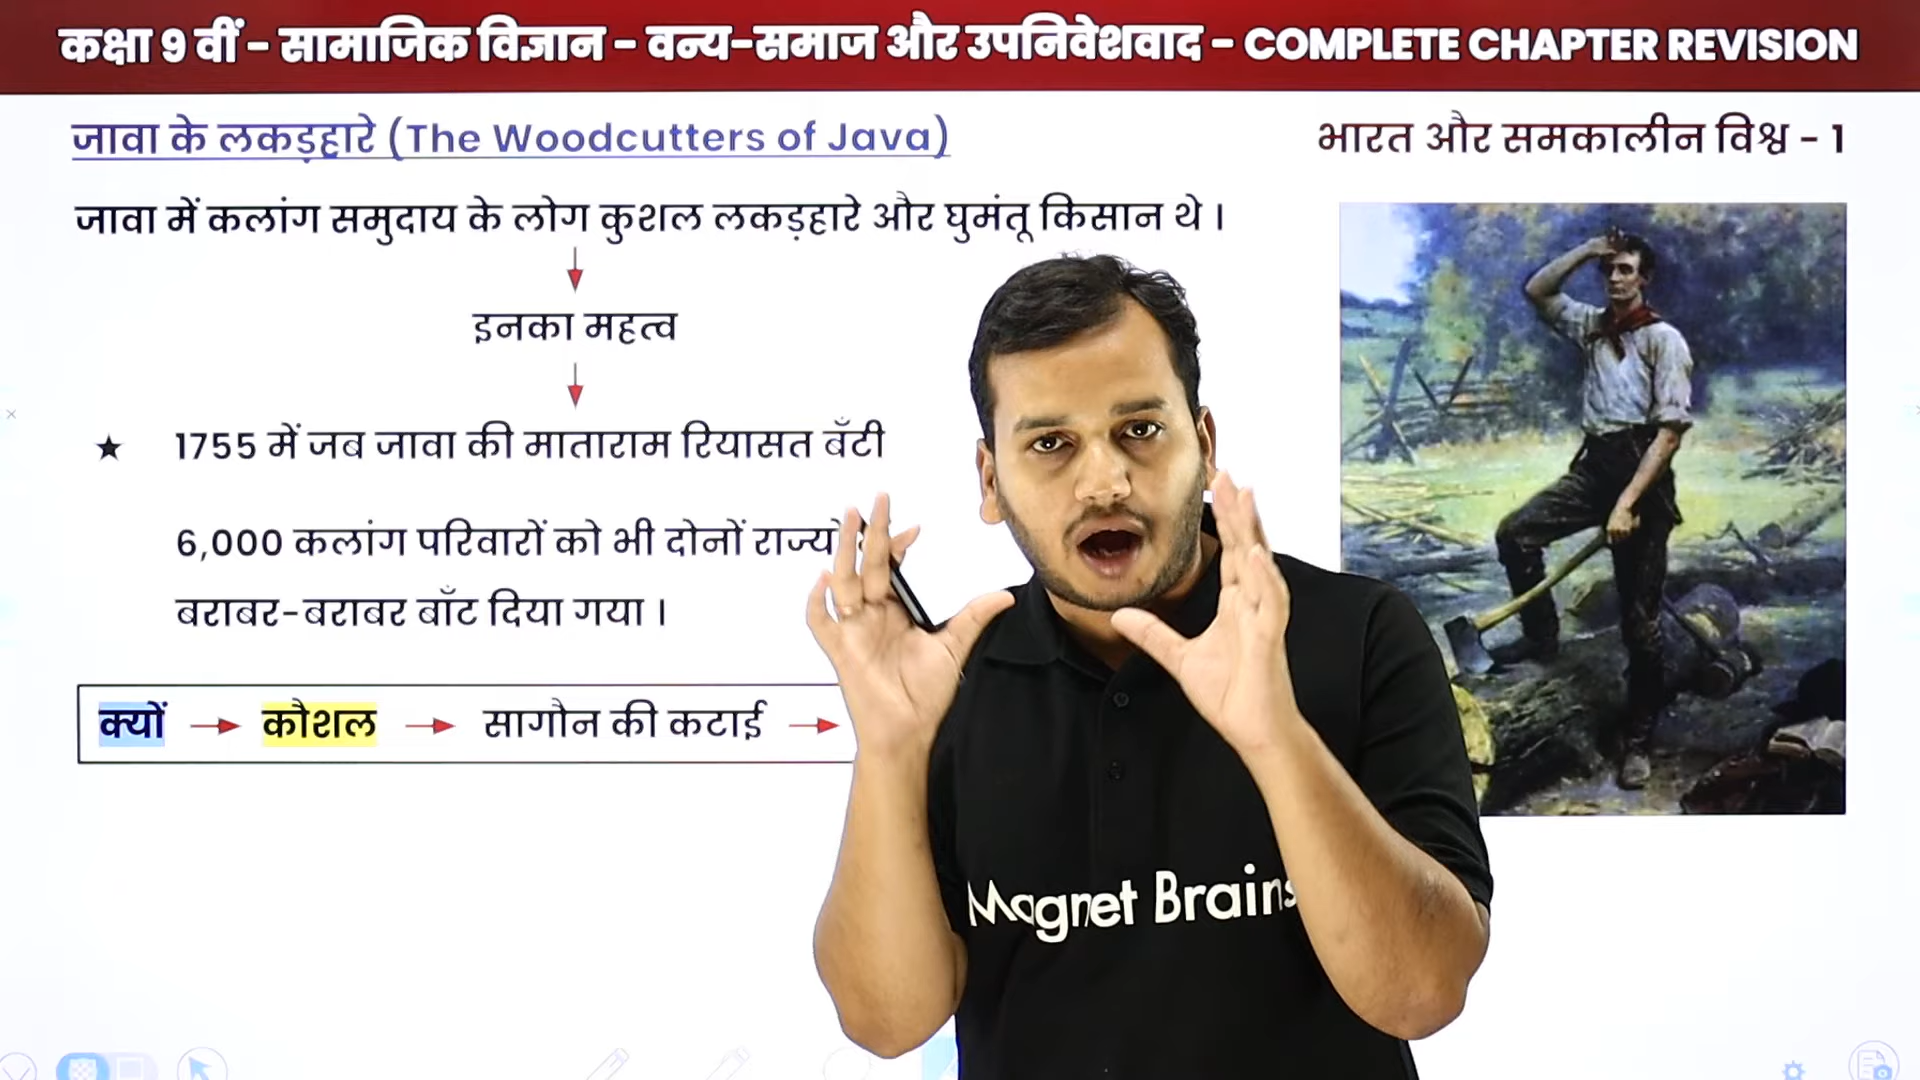 कक्षा 9 वीं – सामाजिक विज्ञान – वन्य-समाज और उपनिवेशवाद – COMPLETE CHAPTER REVISION
जावा के लकड़हारे (The Woodcutters of Java)
भारत और समकालीन विश्व – 1
जावा में कलांग समुदाय के लोग कुशल लकड़हारे और घुमंतू किसान थे ।
इनका महत्व
★ 1755 में जब जावा की माताराम रियासत बँटी
6,000 कलांग परिवारों को भी दोनों
बराबर-बराबर बाँट दिया गया ।
क्यों → कौशल → सागौन की कटाई →
Magnet Brains